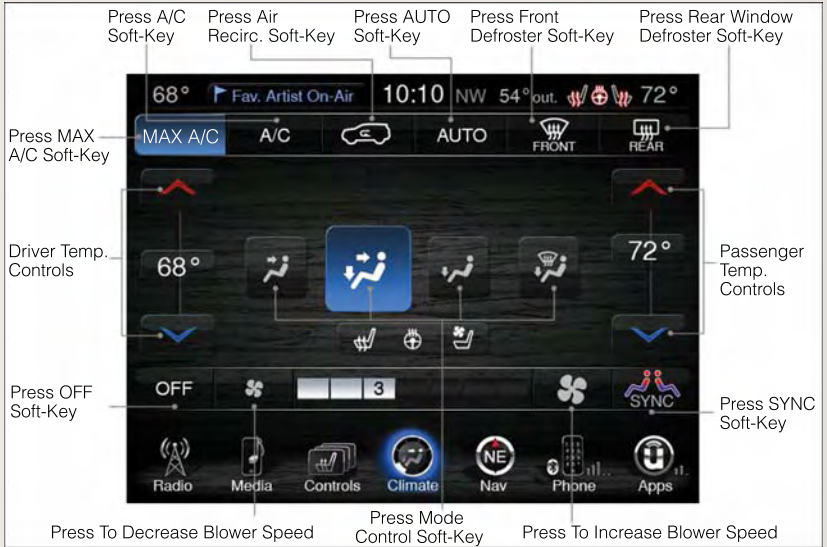 Press A/C
Soft-Key
Press Air
Recirc. Soft-Key
Press AUTO
Soft-Key
Press Front
Defroster Soft-Key
Press Rear Window
Defroster Soft-Key
68° Fav. Artist On-Air 10:10 NW 54° out. 72°
Press MAX
A/C Soft-Key
MAX A/C A/C AUTO FRONT REAR
Driver Temp.
Controls
68°
72°
Passenger
Temp.
Controls
Press OFF
Soft-Key
OFF 3 SYNC
Press SYNC
Soft-Key
NE
Radio Media Controls Climate Nav Phone Apps
Press To Decrease Blower Speed
Press Mode
Control Soft-Key
Press To Increase Blower Speed